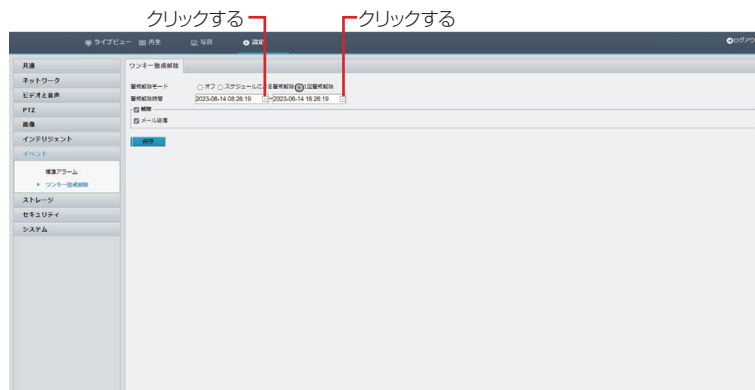 クリックする クリックする
ライブビュー 再生 写真 設定 ログアウ
共通
ネットワーク
ビデオと音声
PTZ
画像
インテリジェント
イベント
標準アラーム
ワンキー警戒解除
ストレージ
セキュリティ
システム
ワンキー警戒解除
警戒解除モード オフ スケジュールによる警戒解除 1回警戒解除
警戒解除時間 2023-06-14 08:26:19 ~ 2023-06-14 16:26:19
解除
メール送信
保存